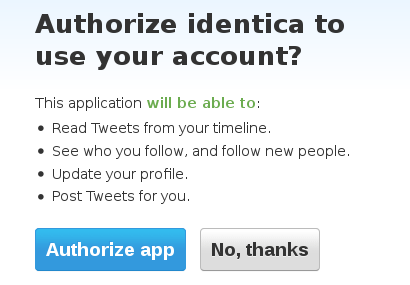 Authorize identica to
use your account?
This application will be able to:
• Read Tweets from your timeline.
• See who you follow, and follow new people.
• Update your profile.
• Post Tweets for you.
Authorize app No, thanks